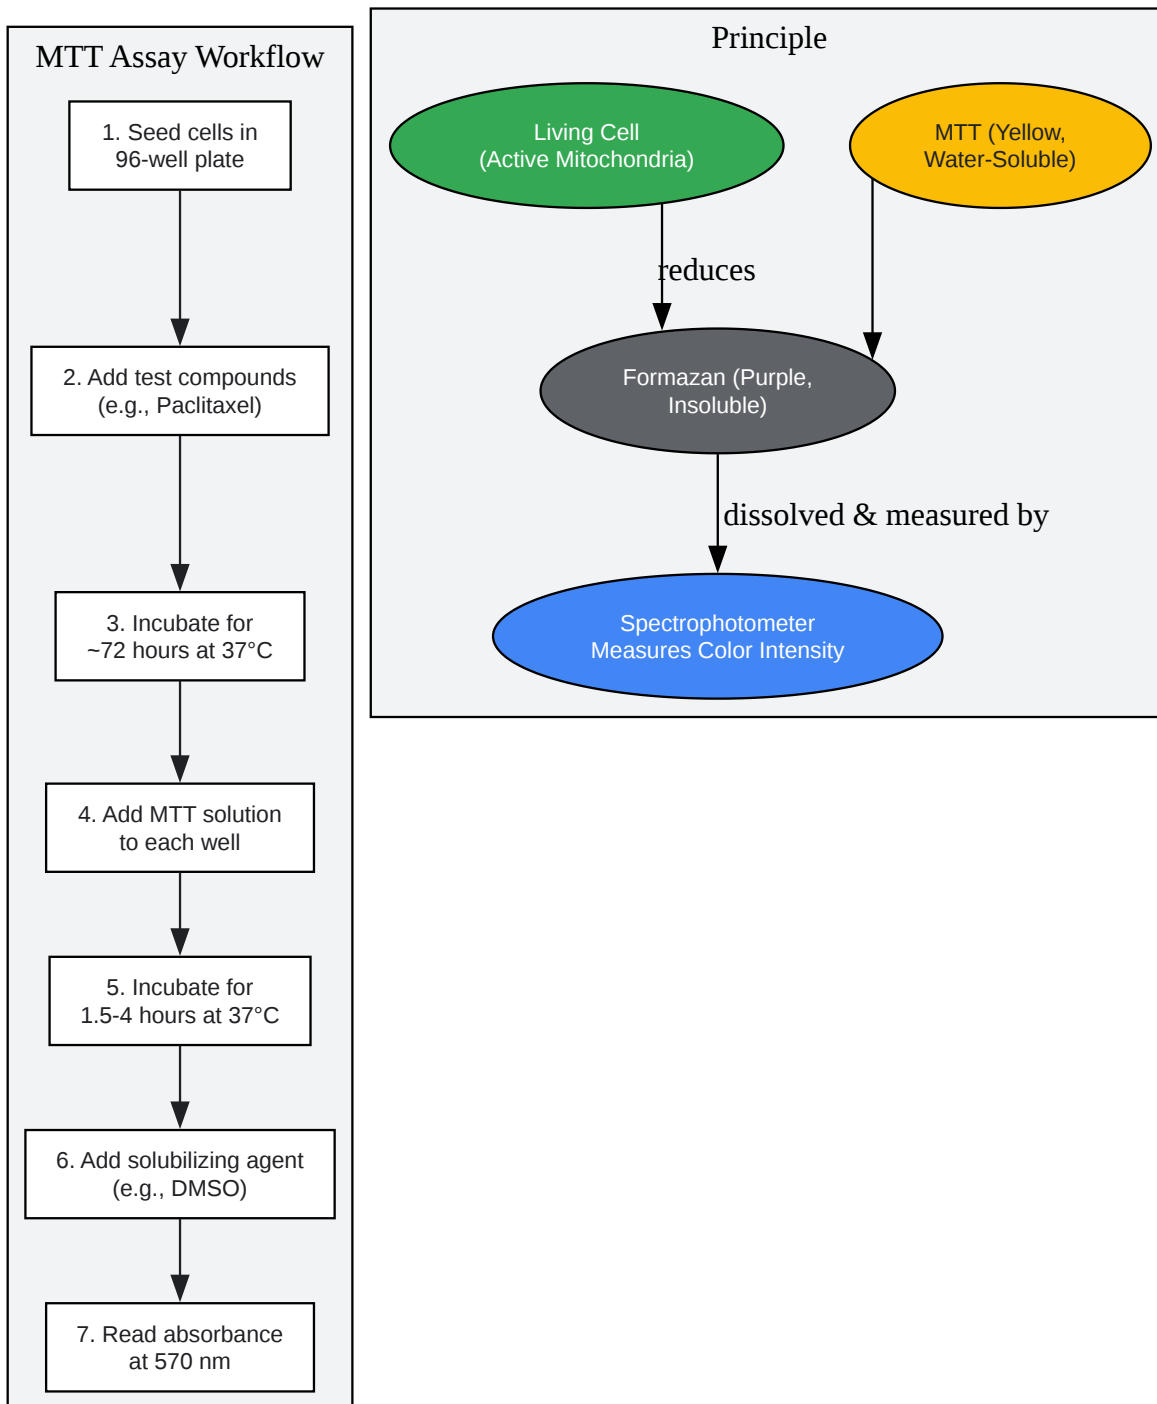 MTT Assay Workflow
1. Seed cells in
96-well plate
2. Add test compounds
(e.g., Paclitaxel)
3. Incubate for
~72 hours at 37°C
4. Add MTT solution
to each well
5. Incubate for
1.5-4 hours at 37°C
6. Add solubilizing agent
(e.g., DMSO)
7. Read absorbance
at 570 nm
Principle
Living Cell
(Active Mitochondria)
MTT (Yellow,
Water-Soluble)
reduces
Formazan (Purple,
Insoluble)
dissolved & measured by
Spectrophotometer
Measures Color Intensity